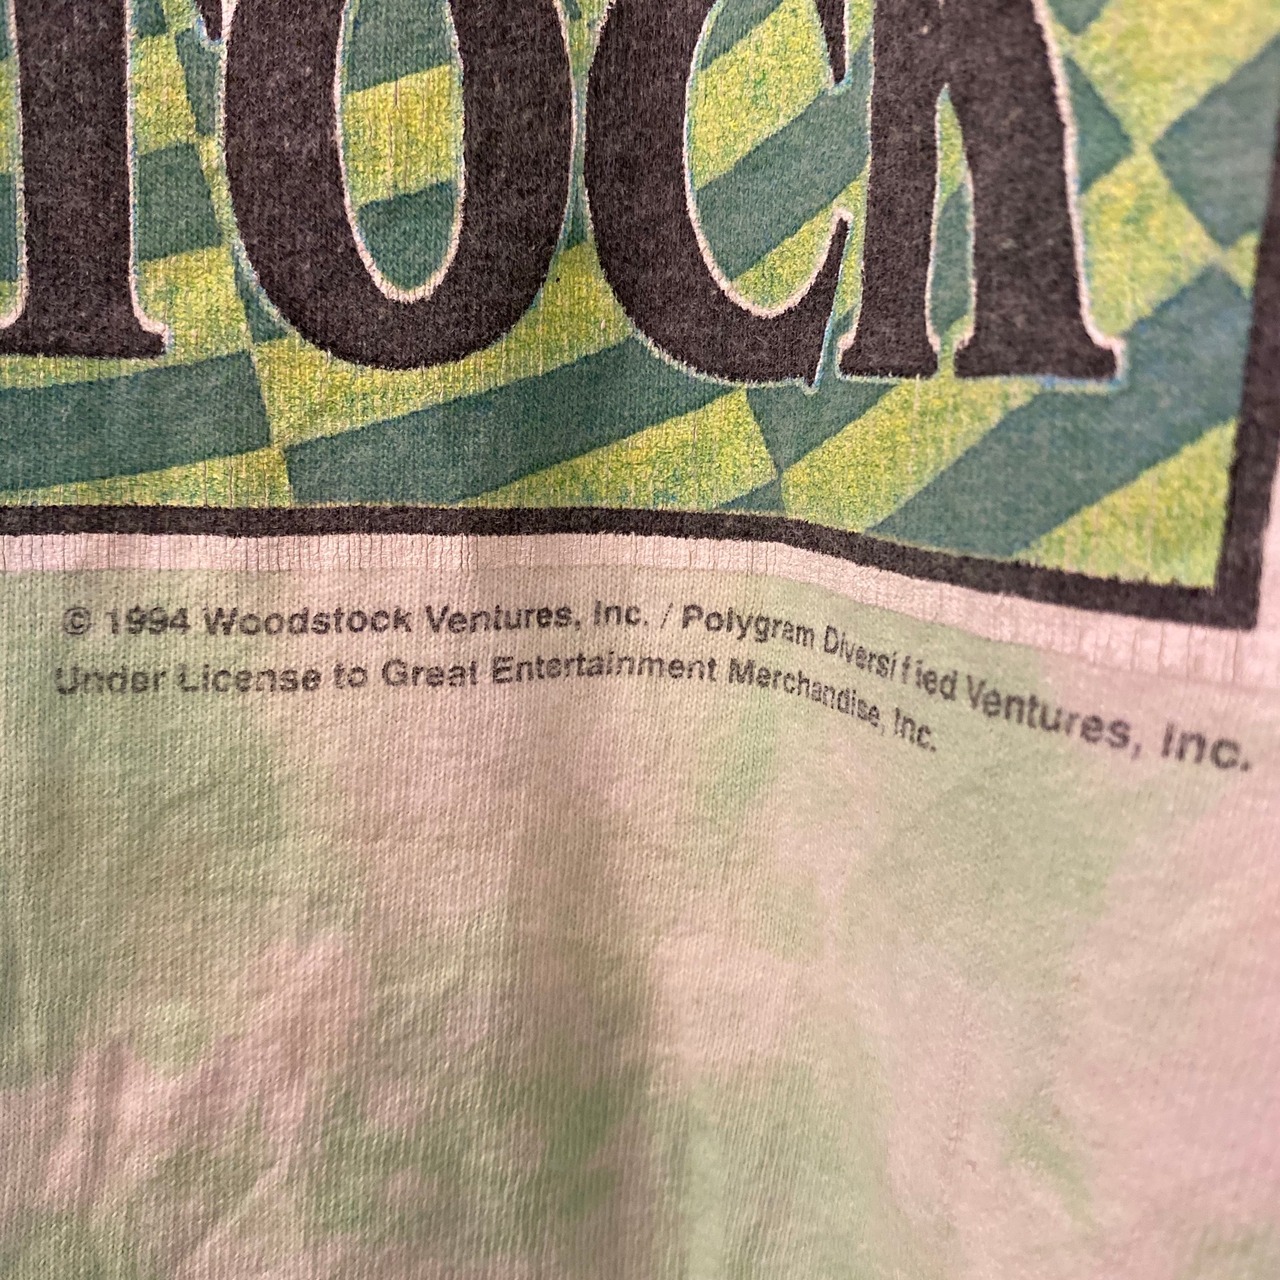 TOCK
© 1994 Woodstock Ventures, Inc. / Polygram Diversified Ventures, Inc.
Under License to Great Entertainment Merchandise, Inc.